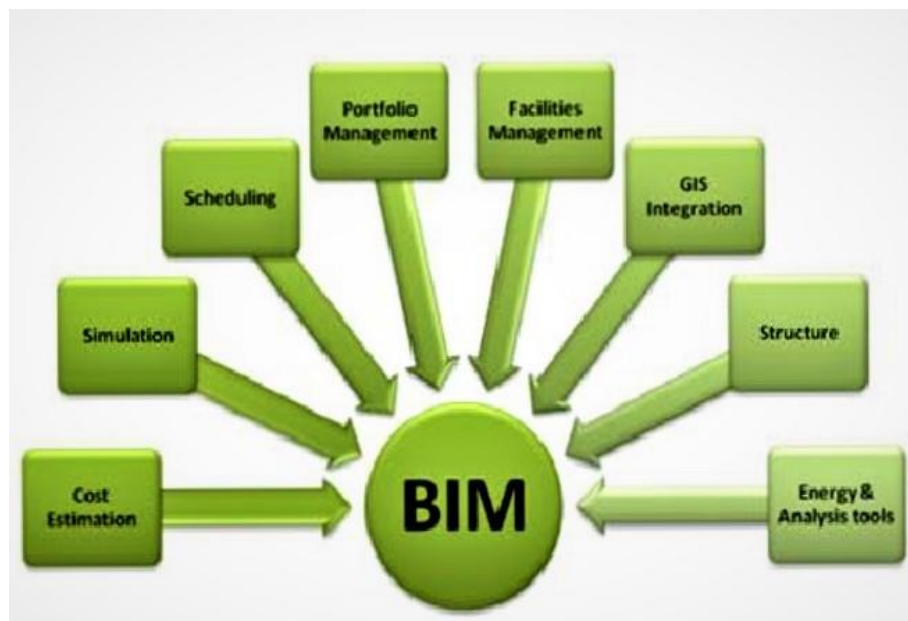 Portfolio
Management
Facilities
Management
Scheduling
GIS
Integration
Simulation
Structure
Cost
Estimation
BIM
Energy &
Analysis tools